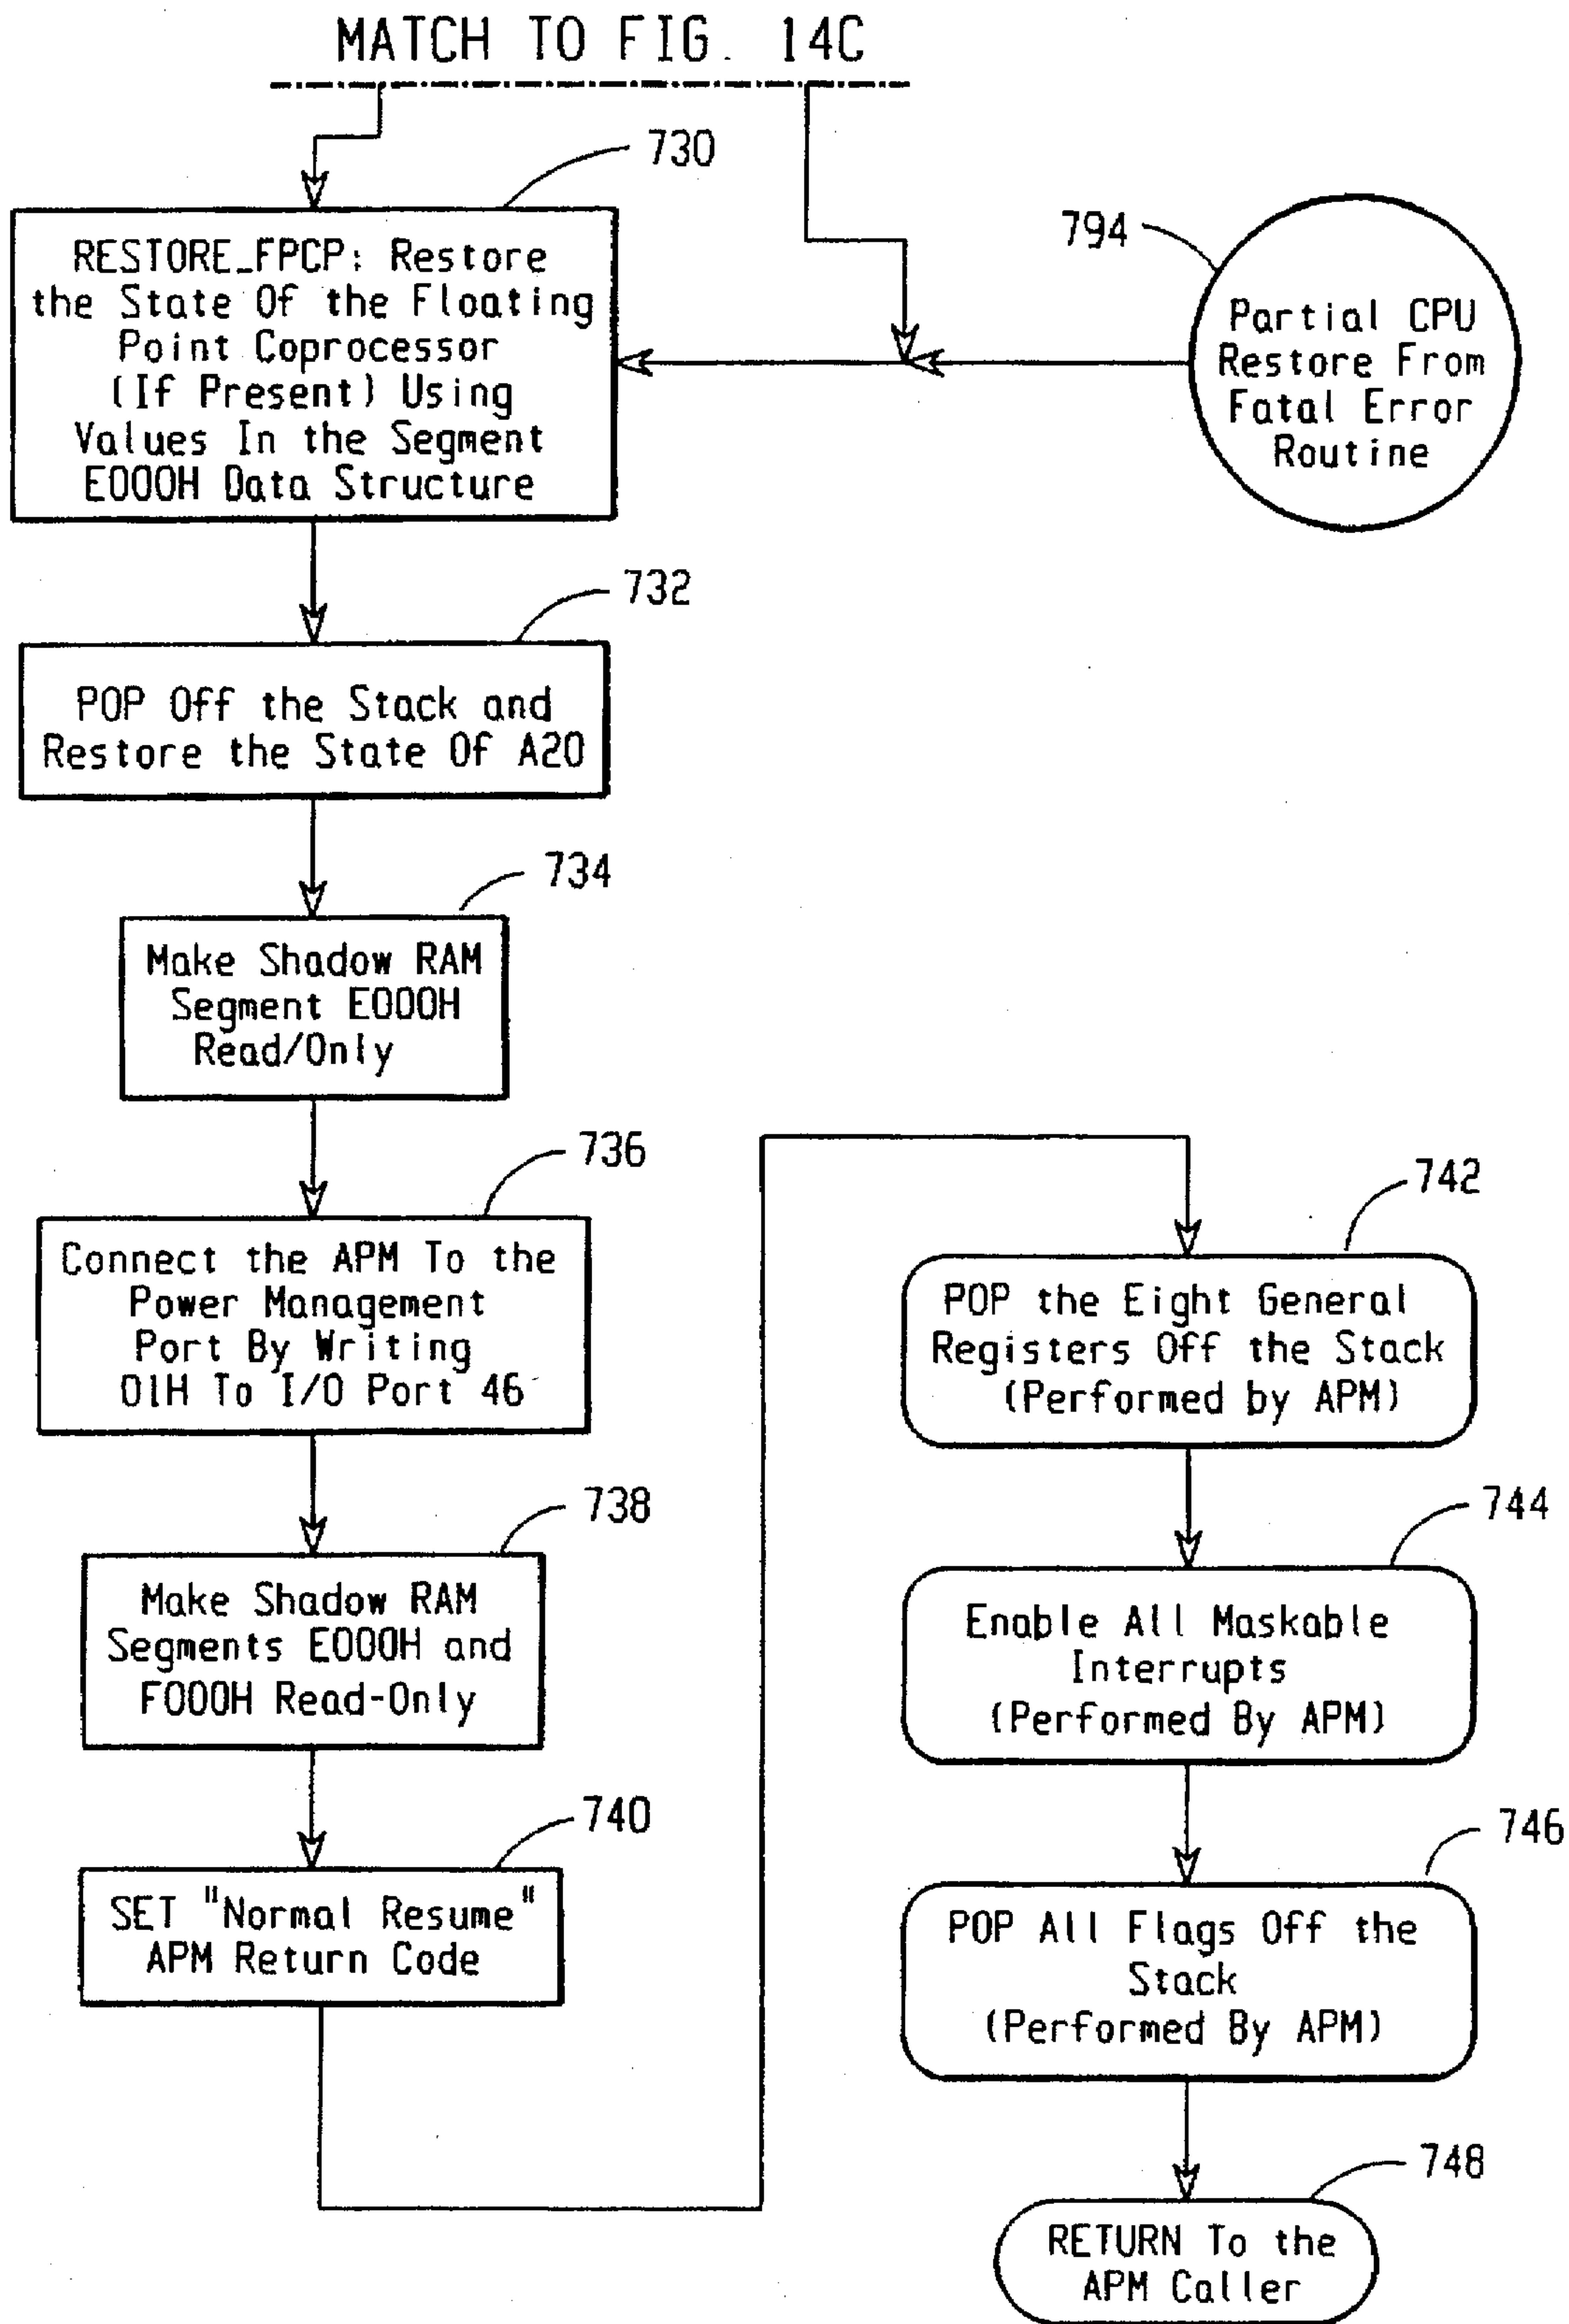 MATCH TO FIG. 14C
730
RESTORE_FPCP: Restore
the State Of the Floating
Point Coprocessor
(If Present) Using
Values In the Segment
E000H Data Structure
794
Partial CPU
Restore From
Fatal Error
Routine
732
POP Off the Stack and
Restore the State Of A20
734
Make Shadow RAM
Segment E000H
Read/Only
736
Connect the APM To the
Power Management
Port By Writing
01H To I/O Port 46
738
Make Shadow RAM
Segments E000H and
F000H Read-Only
740
SET "Normal Resume"
APM Return Code
742
POP the Eight General
Registers Off the Stack
(Performed by APM)
744
Enable All Maskable
Interrupts
(Performed By APM)
746
POP All Flags Off the
Stack
(Performed By APM)
748
RETURN To the
APM Caller